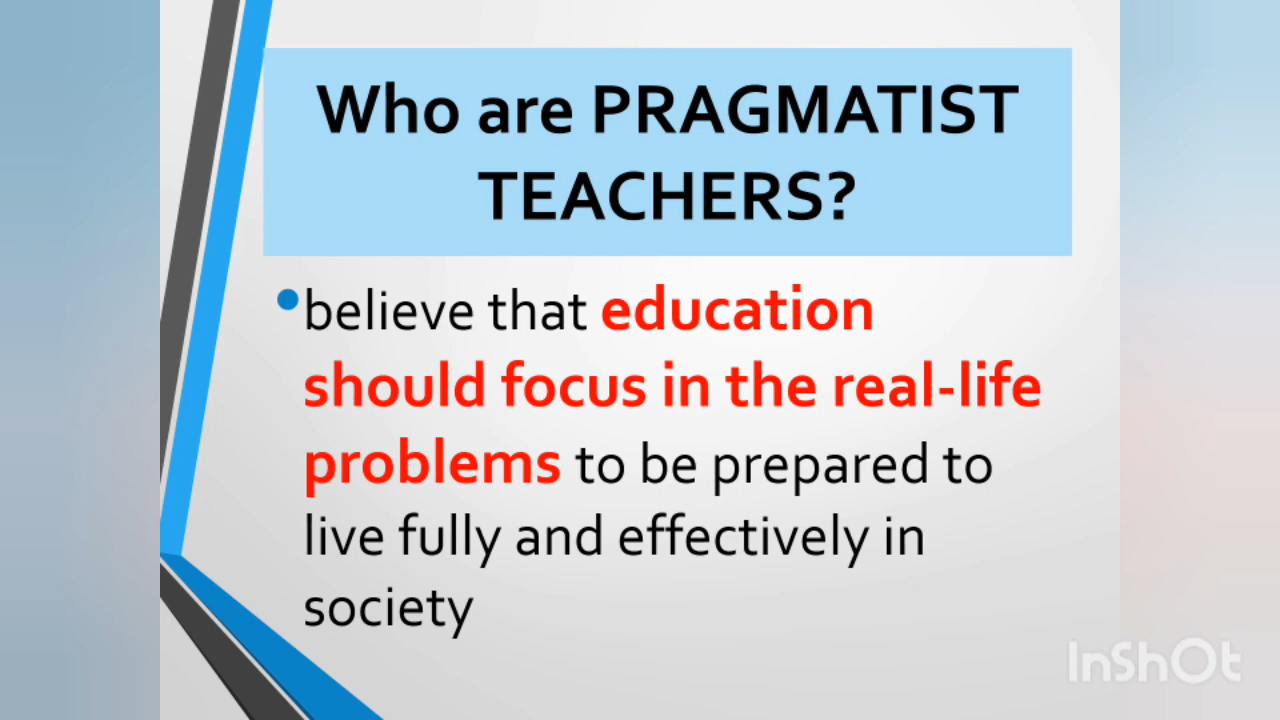 Who are PRAGMATIST
TEACHERS?
•believe that education
should focus in the real-life
problems to be prepared to
live fully and effectively in
society
InShOt